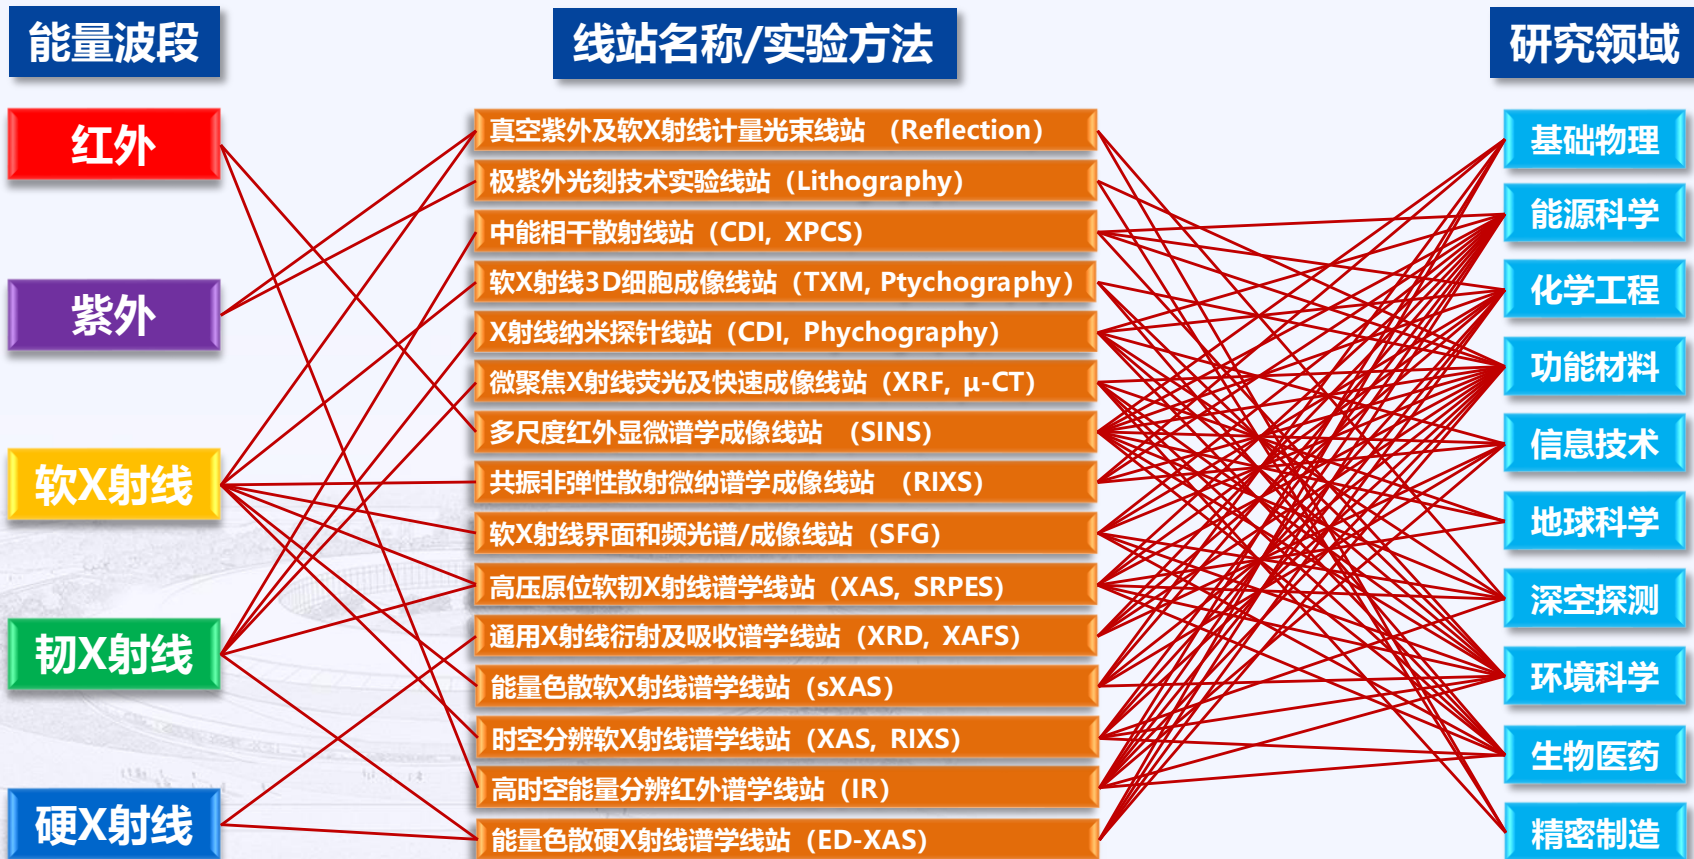 能量波段
线站名称/实验方法
研究领域
红外
紫外
软X射线
韧X射线
硬X射线
真空紫外及软X射线计量光束线站 （Reflection）
极紫外光刻技术实验线站（Lithography）
中能相干散射线站（CDI, XPCS）
软X射线3D细胞成像线站（TXM, Ptychography）
X射线纳米探针线站（CDI, Phychography）
微聚焦X射线荧光及快速成像线站（XRF, μ-CT）
多尺度红外显微谱学成像线站 （SINS）
共振非弹性散射微纳谱学成像线站 （RIXS）
软X射线界面和频光谱/成像线站（SFG）
高压原位软韧X射线谱学线站（XAS, SRPES）
通用X射线衍射及吸收谱学线站（XRD, XAFS）
能量色散软X射线谱学线站（sXAS）
时空分辨软X射线谱学线站（XAS, RIXS）
高时空能量分辨红外谱学线站（IR）
能量色散硬X射线谱学线站（ED-XAS）
基础物理
能源科学
化学工程
功能材料
信息技术
地球科学
深空探测
环境科学
生物医药
精密制造